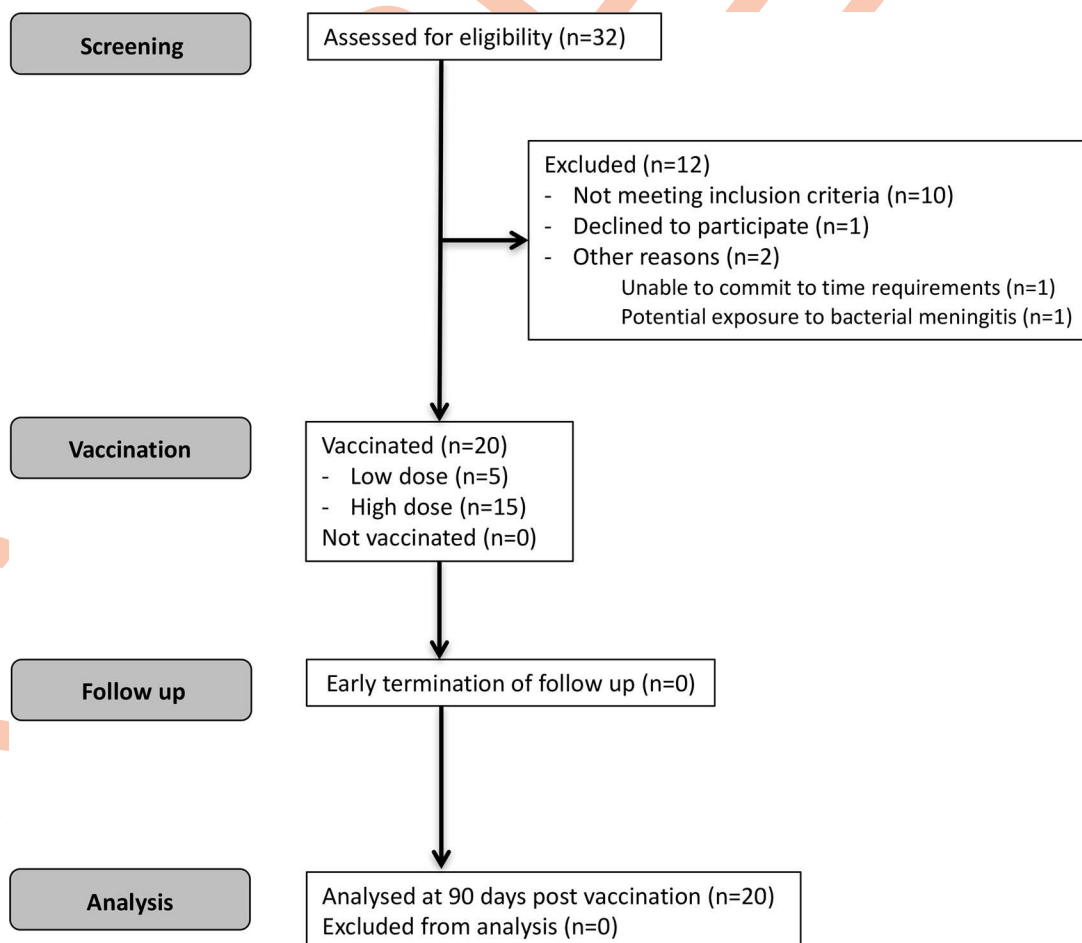 Screening
Assessed for eligibility (n=32)
Excluded (n=12)
- Not meeting inclusion criteria (n=10)
- Declined to participate (n=1)
- Other reasons (n=2)
Unable to commit to time requirements (n=1)
Potential exposure to bacterial meningitis (n=1)
Vaccination
Vaccinated (n=20)
- Low dose (n=5)
- High dose (n=15)
Not vaccinated (n=0)
Follow up
Early termination of follow up (n=0)
Analysis
Analysed at 90 days post vaccination (n=20)
Excluded from analysis (n=0)